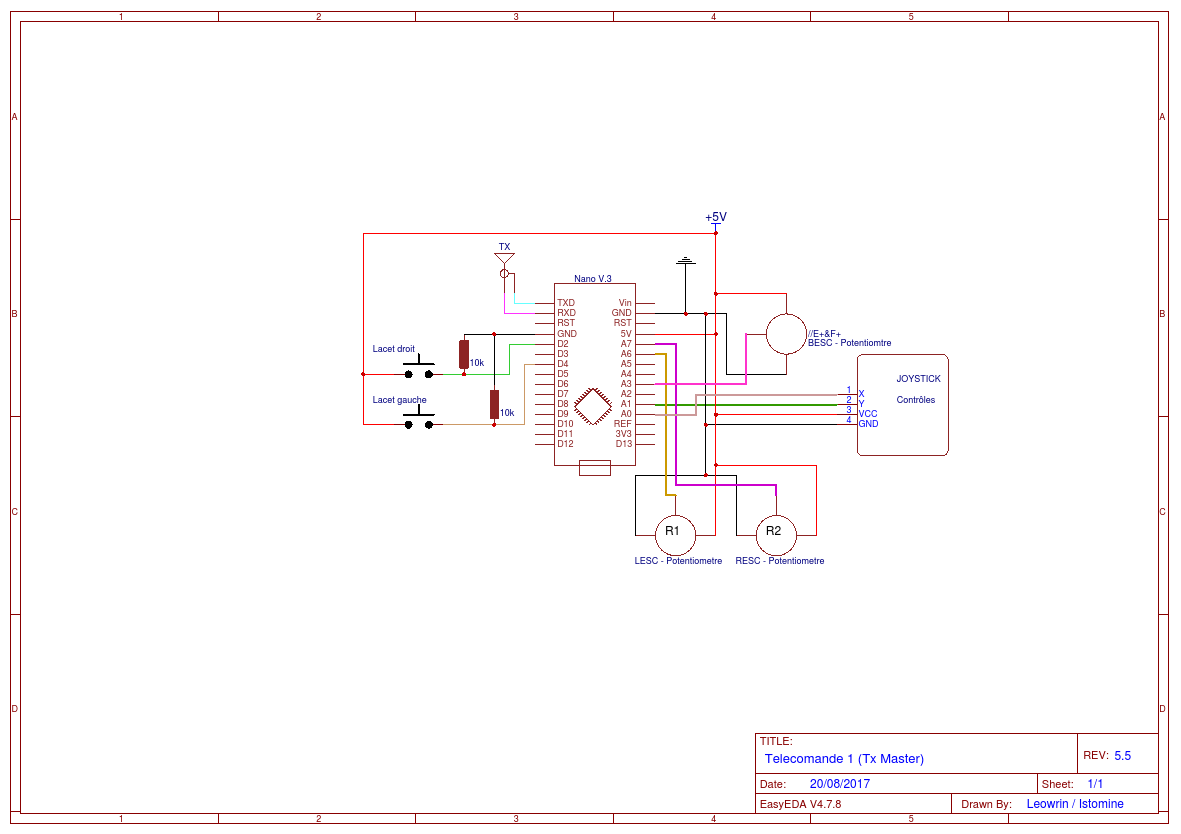 1 2 3 4 5
A A
B B
C C
D D
+5V
TX
Nano V.3
TXD Vin
RXD GND
RST RST
GND 5V
D2 A7
D3 A6
D4 A5
D5 A4
D6 A3
D7 A2
D8 A1
D9 A0
D10 REF
D11 3V3
D12 D13
Lacet droit
10k
Lacet gauche
10k
//E+&F+
BESC - Potentiomtre
JOYSTICK
Contrôles
1 X
2 Y
3 VCC
4 GND
R1
LESC - Potentiometre
R2
RESC - Potentiometre
TITLE:
Telecomande 1 (Tx Master)
REV: 5.5
Date: 20/08/2017
Sheet: 1/1
EasyEDA V4.7.8
Drawn By: Leowrin / Istomine
1 2 3 4 5